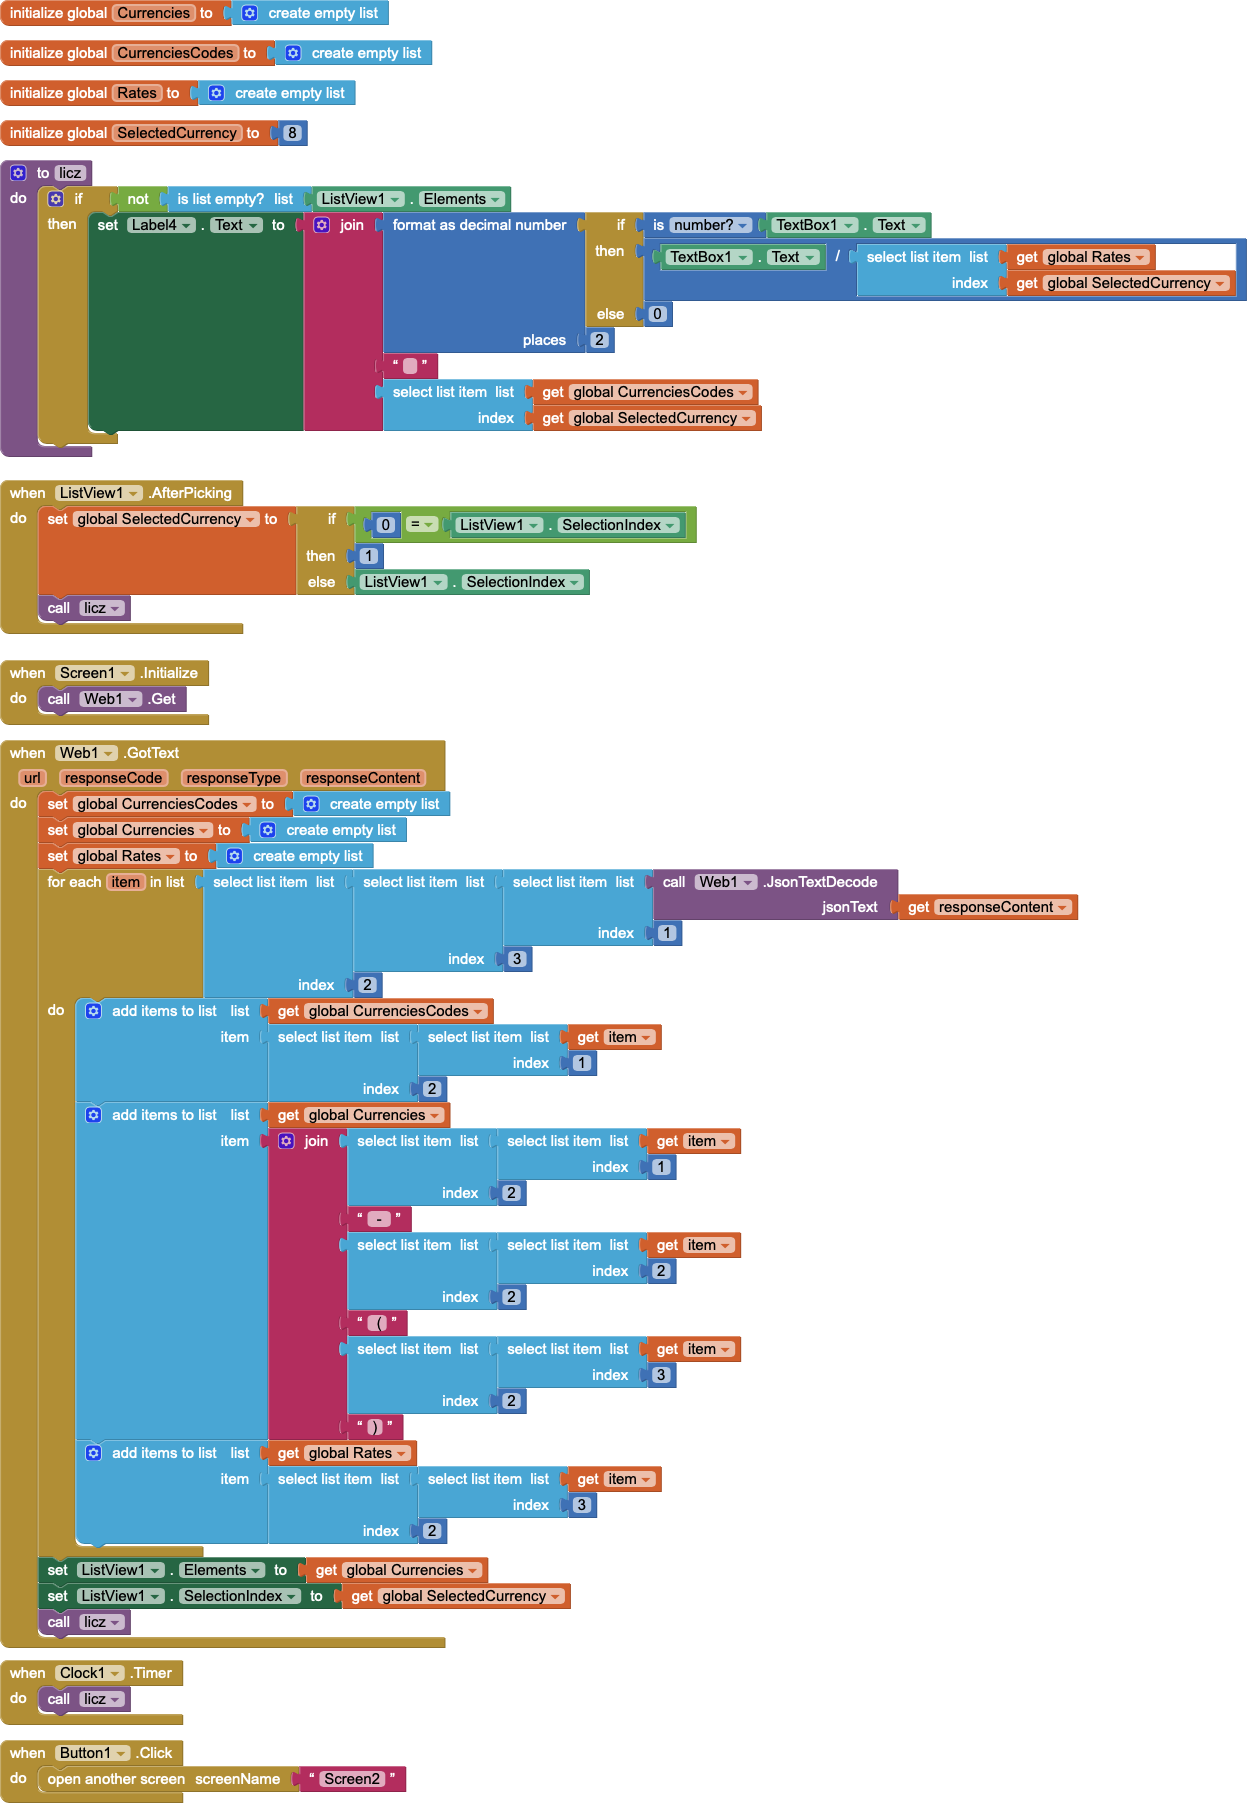 initialize global Currencies to create empty list
initialize global CurrenciesCodes to create empty list
initialize global Rates to create empty list
initialize global SelectedCurrency to 8
to licz
do if not is list empty? list ListView1 . Elements
then set Label4 . Text to join format as decimal number if is number? TextBox1 . Text
then TextBox1 . Text / select list item list get global Rates
index get global SelectedCurrency
else 0
places 2
“ ”
select list item list get global CurrenciesCodes
index get global SelectedCurrency
when ListView1 .AfterPicking
do set global SelectedCurrency to if 0 = ListView1 . SelectionIndex
then 1
else ListView1 . SelectionIndex
call licz
when Screen1 .Initialize
do call Web1 .Get
when Web1 .GotText
url responseCode responseType responseContent
do set global CurrenciesCodes to create empty list
set global Currencies to create empty list
set global Rates to create empty list
for each item in list select list item list select list item list select list item list call Web1 .JsonTextDecode
jsonText get responseContent
index 1
index 3
index 2
do add items to list list get global CurrenciesCodes
item select list item list select list item list get item
index 1
index 2
add items to list list get global Currencies
item join select list item list select list item list get item
index 1
index 2
“ - ”
select list item list select list item list get item
index 2
index 2
“ ( ”
select list item list select list item list get item
index 3
index 2
“ ) ”
add items to list list get global Rates
item select list item list select list item list get item
index 3
index 2
set ListView1 . Elements to get global Currencies
set ListView1 . SelectionIndex to get global SelectedCurrency
call licz
when Clock1 .Timer
do call licz
when Button1 .Click
do open another screen screenName “ Screen2 ”